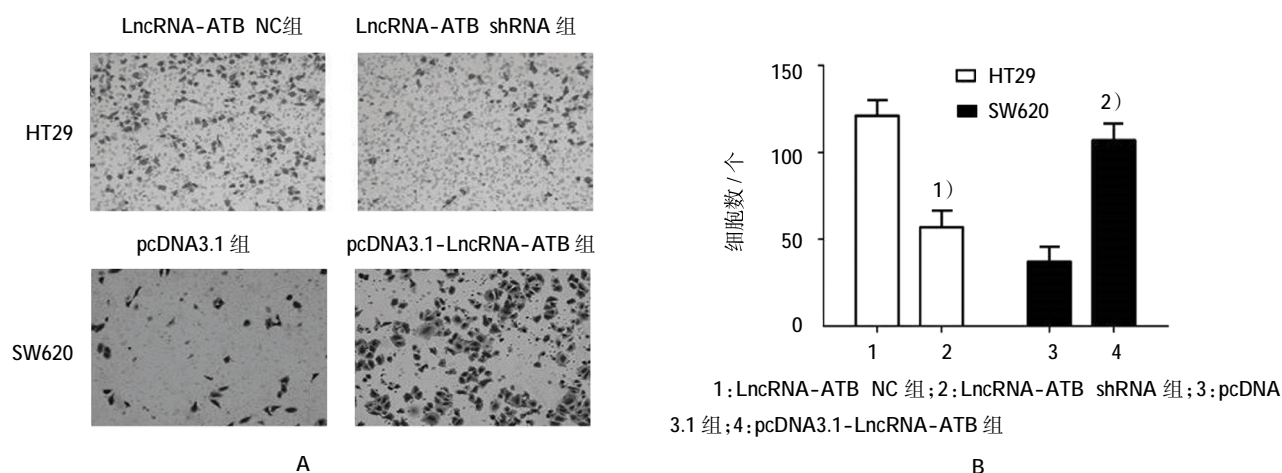 LncRNA-ATB NC组
LncRNA-ATB shRNA 组
HT29
pcDNA3.1 组
pcDNA3.1-LncRNA-ATB 组
SW620
A
150
100
50
0
细胞数/个
HT29
SW620
1)
2)
1
2
3
4
1:LncRNA-ATB NC 组;2:LncRNA-ATB shRNA 组;3:pcDNA
3.1 组;4:pcDNA3.1-LncRNA-ATB 组
B